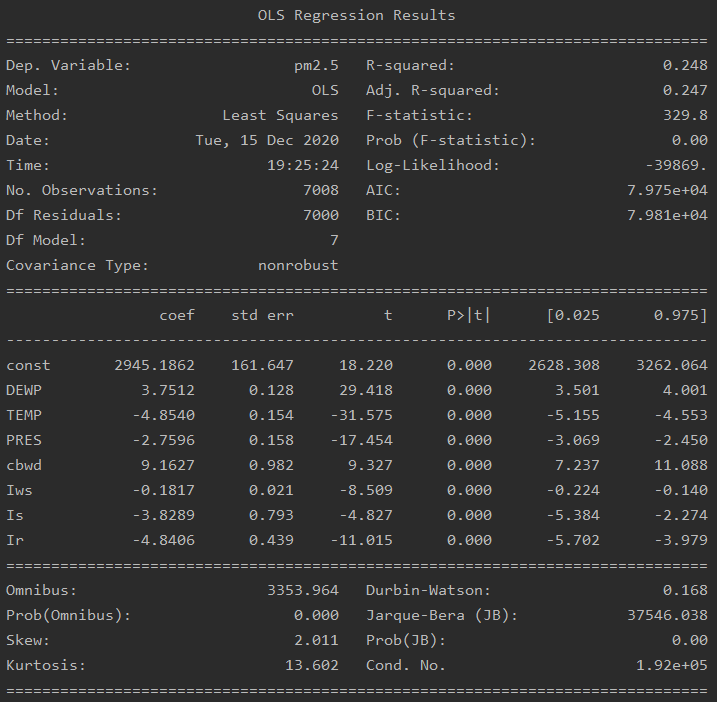 OLS Regression Results
==============================================================================
Dep. Variable:                  pm2.5   R-squared:                       0.248
Model:                            OLS   Adj. R-squared:                  0.247
Method:                 Least Squares   F-statistic:                     329.8
Date:                Tue, 15 Dec 2020   Prob (F-statistic):               0.00
Time:                        19:25:24   Log-Likelihood:                -39869.
No. Observations:                7008   AIC:                         7.975e+04
Df Residuals:                    7000   BIC:                         7.981e+04
Df Model:                           7
Covariance Type:            nonrobust
==============================================================================
                 coef    std err          t      P>|t|      [0.025      0.975]
------------------------------------------------------------------------------
const       2945.1862    161.647     18.220      0.000    2628.308    3262.064
DEWP           3.7512      0.128     29.418      0.000       3.501       4.001
TEMP          -4.8540      0.154    -31.575      0.000      -5.155      -4.553
PRES          -2.7596      0.158    -17.454      0.000      -3.069      -2.450
cbwd           9.1627      0.982      9.327      0.000       7.237      11.088
Iws           -0.1817      0.021     -8.509      0.000      -0.224      -0.140
Is            -3.8289      0.793     -4.827      0.000      -5.384      -2.274
Ir            -4.8406      0.439    -11.015      0.000      -5.702      -3.979
==============================================================================
Omnibus:                     3353.964   Durbin-Watson:                   0.168
Prob(Omnibus):                  0.000   Jarque-Bera (JB):            37546.038
Skew:                           2.011   Prob(JB):                         0.00
Kurtosis:                      13.602   Cond. No.                     1.92e+05
==============================================================================